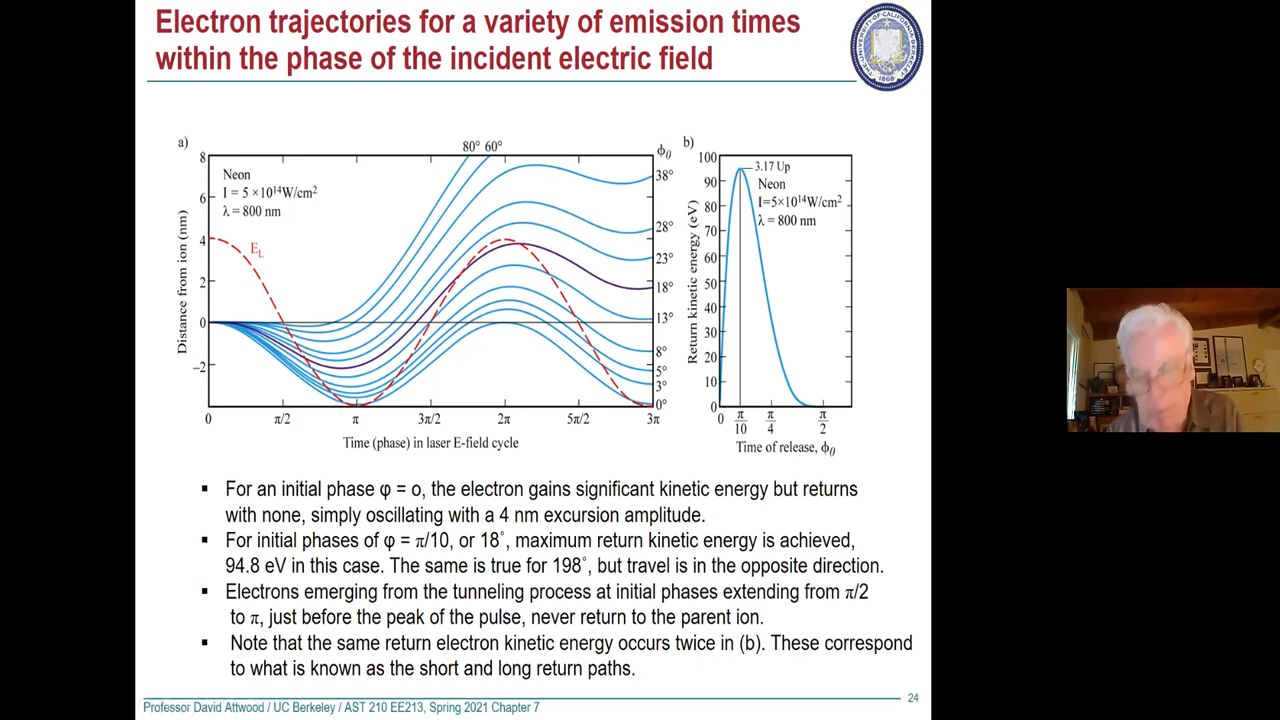 Electron trajectories for a variety of emission times
within the phase of the incident electric field
THE UNIVERSITY OF CALIFORNIA BERKELEY
1868
a)
80° 60°
ϕ0
8
6
4
2
0
−2
Distance from ion (nm)
Neon
I = 5 ×10¹⁴W/cm²
λ = 800 nm
E_L
38°
28°
23°
18°
13°
8°
5°
3°
0°
0 π/2 π 3π/2 2π 5π/2 3π
Time (phase) in laser E-field cycle
b)
100
90
80
70
60
50
40
30
20
10
0
Return kinetic energy (eV)
3.17 Up
Neon
I=5×10¹⁴W/cm²
λ = 800 nm
0 π/10 π/4 π/2
Time of release, ϕ0
▪ For an initial phase φ = o, the electron gains significant kinetic energy but returns
with none, simply oscillating with a 4 nm excursion amplitude.
▪ For initial phases of φ = π/10, or 18°, maximum return kinetic energy is achieved,
94.8 eV in this case. The same is true for 198°, but travel is in the opposite direction.
▪ Electrons emerging from the tunneling process at initial phases extending from π/2
to π, just before the peak of the pulse, never return to the parent ion.
▪ Note that the same return electron kinetic energy occurs twice in (b). These correspond
to what is known as the short and long return paths.
24
Professor David Attwood / UC Berkeley / AST 210 EE213, Spring 2021 Chapter 7